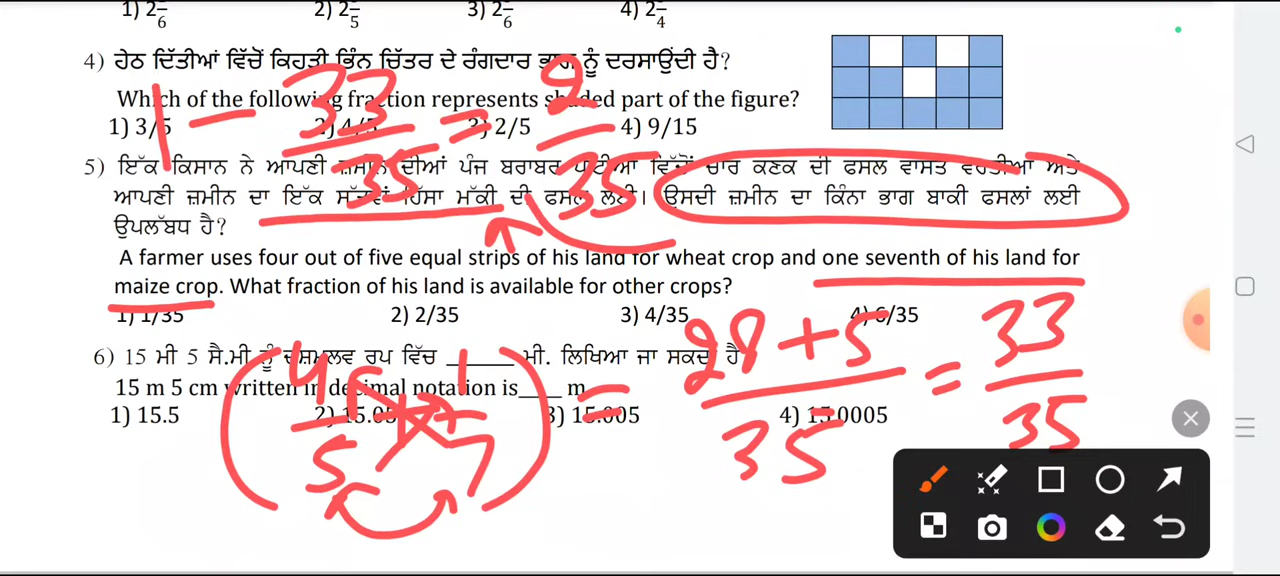 1) 2/6 2) 2/5 3) 2/6 4) 2/4
4) ਹੇਠ ਦਿੱਤੀਆਂ ਵਿੱਚੋਂ ਕਿਹੜੀ ਭਿੰਨ ਚਿੱਤਰ ਦੇ ਰੰਗਦਾਰ ਭਾਗ ਨੂੰ ਦਰਸਾਉਂਦੀ ਹੈ?
Which of the following fraction represents shaded part of the figure?
1) 3/5 2) 4/5 3) 2/5 4) 9/15
1 - 33/35 = 2/35
5) ਇੱਕ ਕਿਸਾਨ ਨੇ ਆਪਣੀ ਜ਼ਮੀਨ ਦੀਆਂ ਪੰਜ ਬਰਾਬਰ ਪੱਟੀਆਂ ਵਿੱਚੋਂ ਚਾਰ ਕਣਕ ਦੀ ਫਸਲ ਵਾਸਤੇ ਵਰਤੀਆਂ ਅਤੇ
ਆਪਣੀ ਜ਼ਮੀਨ ਦਾ ਇੱਕ ਸੱਤਵਾਂ ਹਿੱਸਾ ਮੱਕੀ ਦੀ ਫਸਲ ਲਈ। ਉਸਦੀ ਜ਼ਮੀਨ ਦਾ ਕਿੰਨਾ ਭਾਗ ਬਾਕੀ ਫਸਲਾਂ ਲਈ
ਉਪਲੱਬਧ ਹੈ?
A farmer uses four out of five equal strips of his land for wheat crop and one seventh of his land for
maize crop. What fraction of his land is available for other crops?
1) 1/35 2) 2/35 3) 4/35 4) 6/35
6) 15 ਮੀ 5 ਸੈ.ਮੀ ਨੂੰ ਦਸ਼ਮਲਵ ਰੂਪ ਵਿੱਚ ______ ਮੀ. ਲਿਖਿਆ ਜਾ ਸਕਦਾ ਹੈ
15 m 5 cm written in decimal notation is____ m
1) 15.5 2) 15.05 3) 15.005 4) 15.0005
(4/5 + 1/7) = 28+5/35 = 33/35